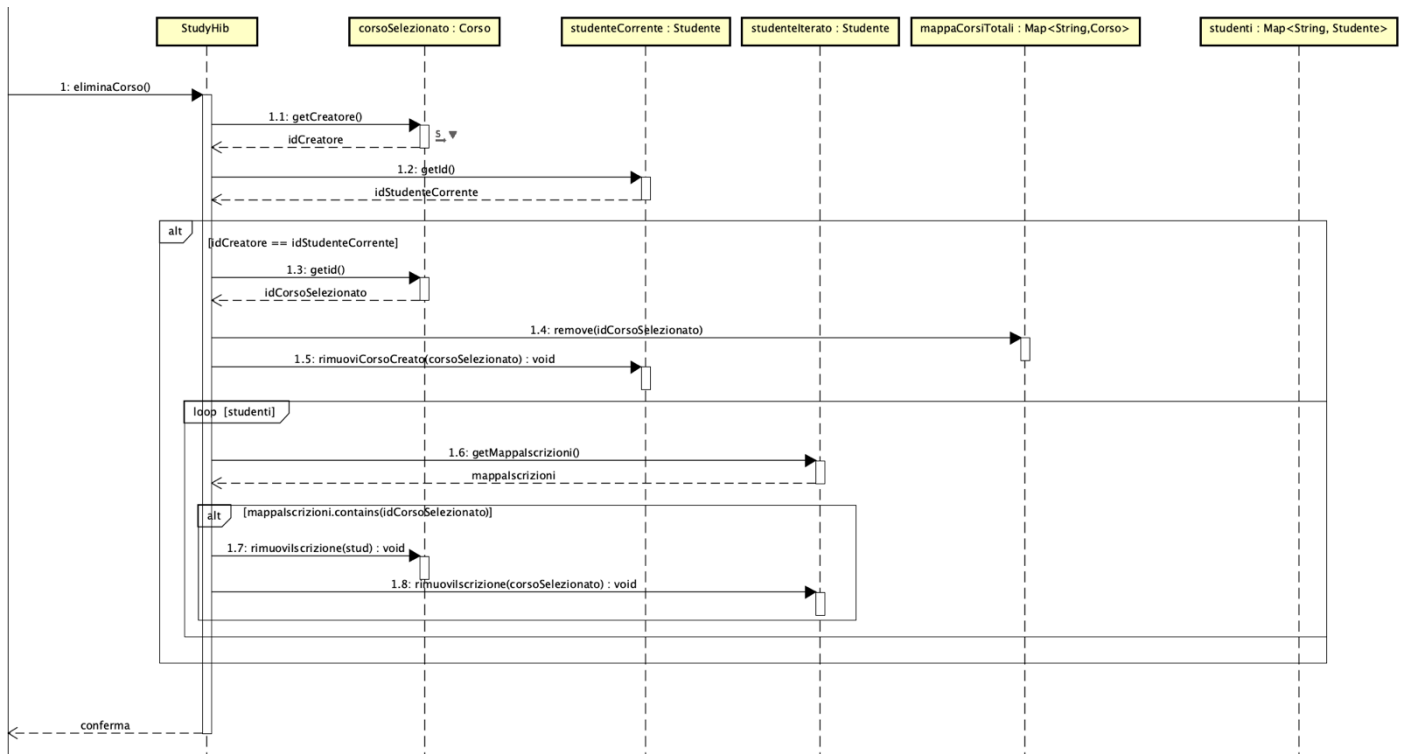 StudyHib
corsoSelezionato : Corso
studenteCorrente : Studente
studenteIterato : Studente
mappaCorsiTotali : Map<String,Corso>
studenti : Map<String, Studente>
1: eliminaCorso()
1.1: getCreatore()
s
idCreatore
1.2: getId()
idStudenteCorrente
alt
[idCreatore == idStudenteCorrente]
1.3: getid()
idCorsoSelezionato
1.4: remove(idCorsoSelezionato)
1.5: rimuoviCorsoCreato(corsoSelezionato) : void
loop [studenti]
1.6: getMappaIscrizioni()
mappaIscrizioni
alt [mappaIscrizioni.contains(idCorsoSelezionato)]
1.7: rimuoviIscrizione(stud) : void
1.8: rimuoviIscrizione(corsoSelezionato) : void
conferma